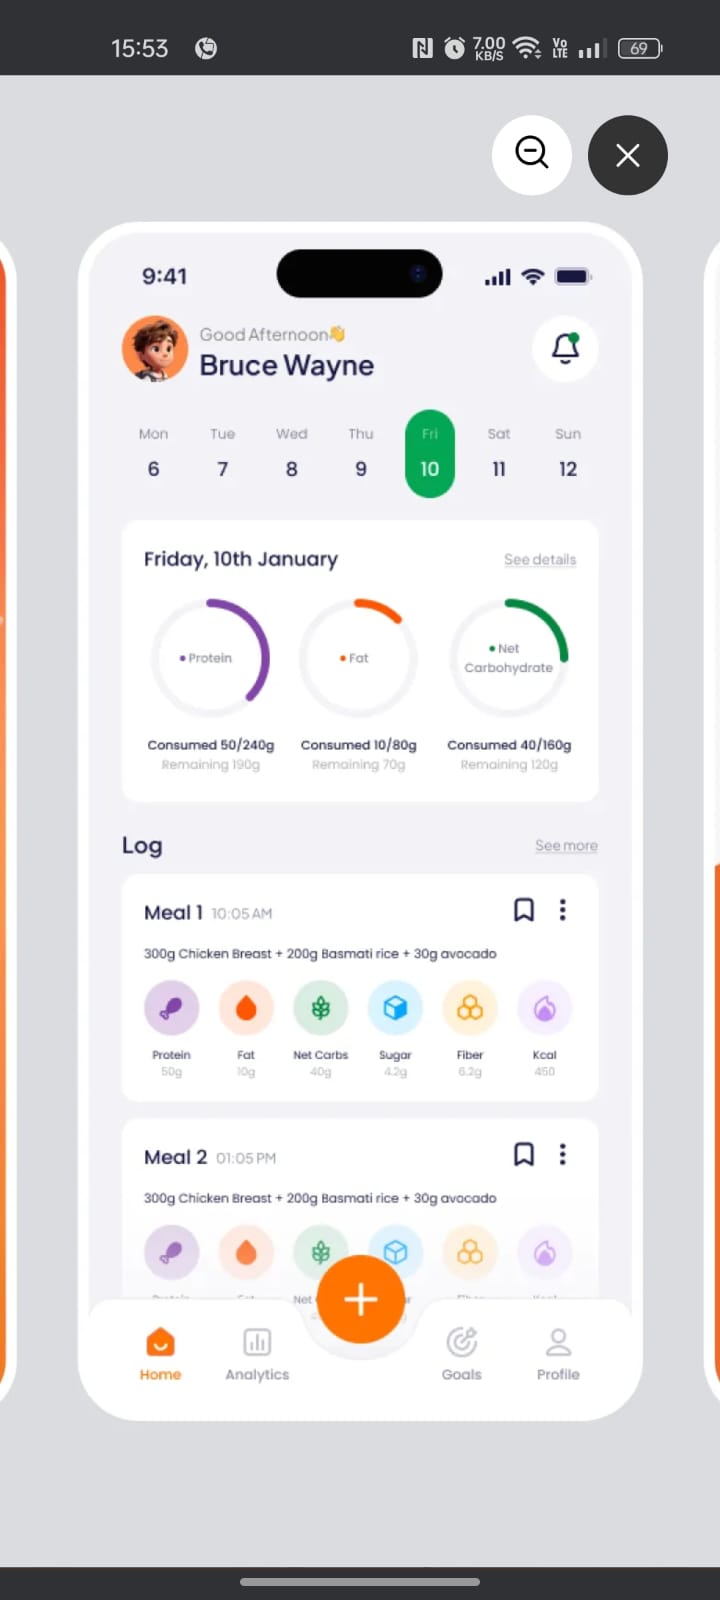 15:53
7.00
KB/S
Vo
LTE
69
9:41
Good Afternoon👋
Bruce Wayne
Mon Tue Wed Thu Fri Sat Sun
6 7 8 9 10 11 12
Friday, 10th January See details
Protein Fat Net
Carbohydrate
Consumed 50/240g Consumed 10/80g Consumed 40/160g
Remaining 190g Remaining 70g Remaining 120g
Log See more
Meal 1 10:05 AM
300g Chicken Breast + 200g Basmati rice + 30g avocado
Protein Fat Net Carbs Sugar Fiber Kcal
50g 10g 40g 4.2g 6.2g 450
Meal 2 01:05 PM
300g Chicken Breast + 200g Basmati rice + 30g avocado
Net
Home Analytics Goals Profile